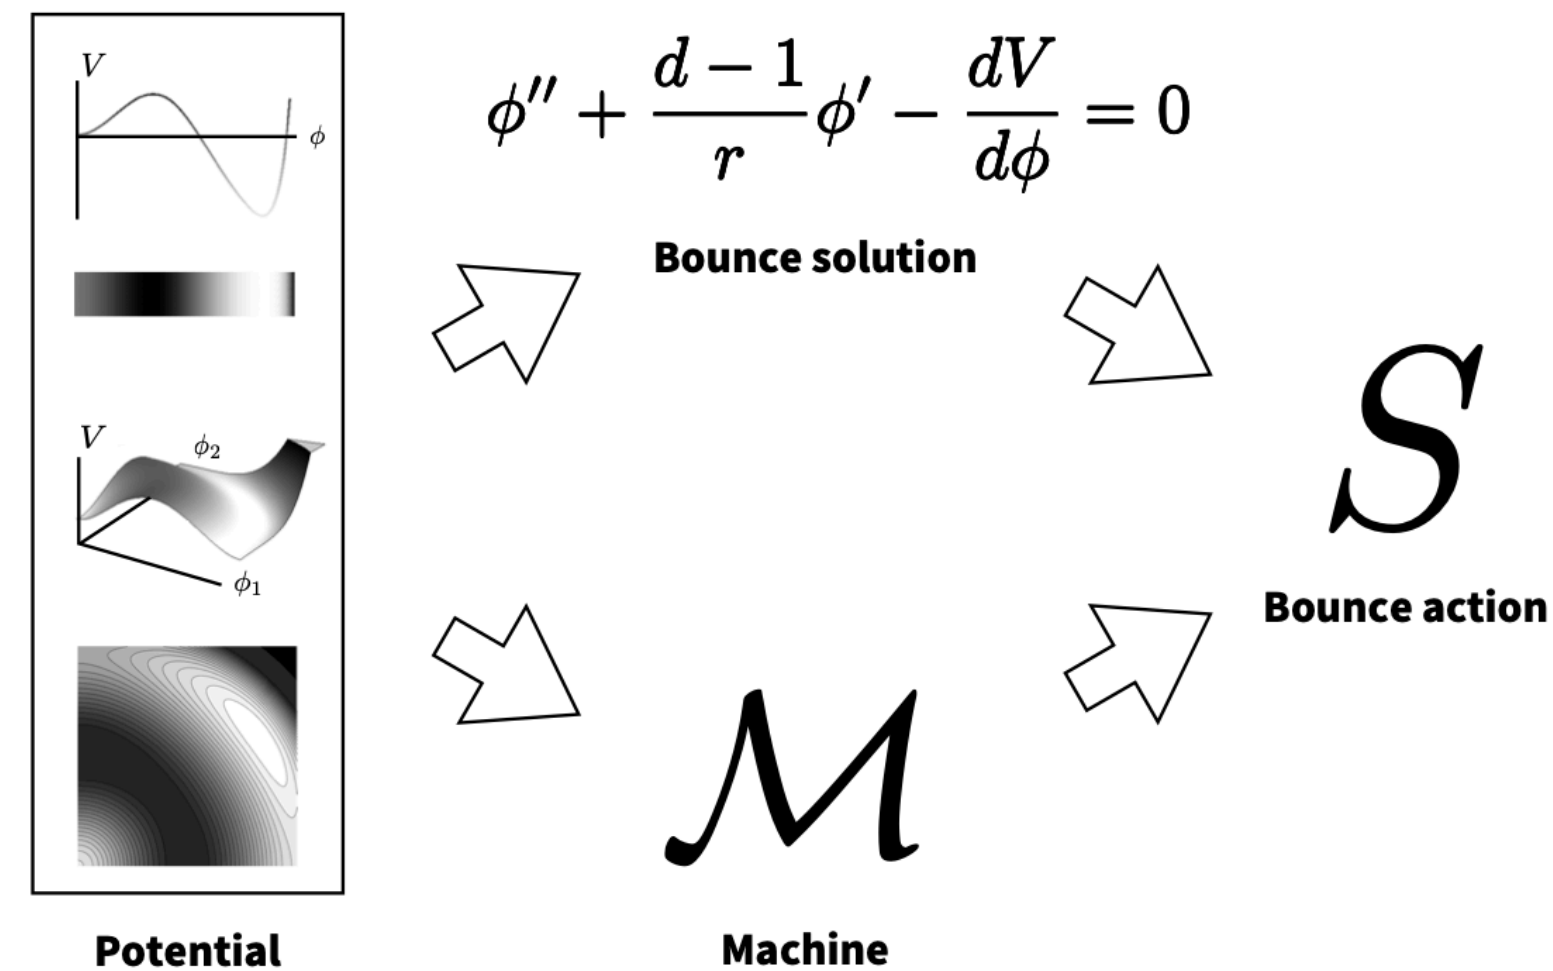 V
ϕ
V
ϕ₂
ϕ₁
Potential
ϕ″ + (d − 1)/r ϕ′ − dV/dϕ = 0
Bounce solution
ℳ
Machine
S
Bounce action